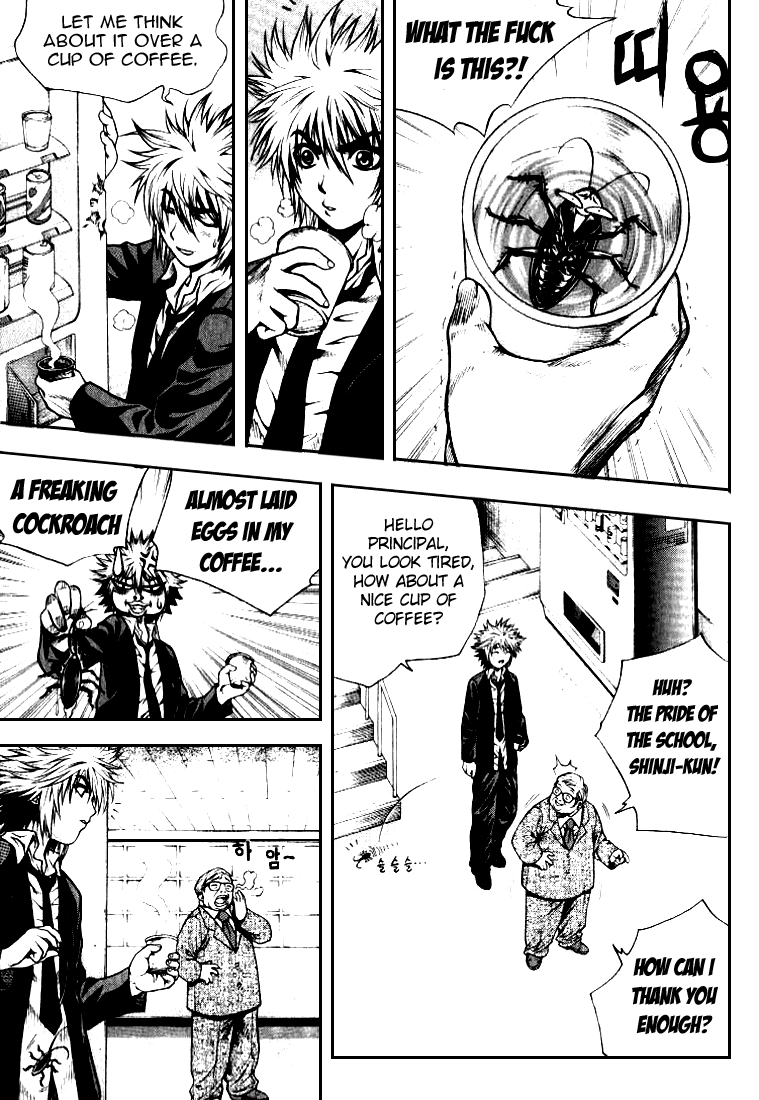 LET ME THINK
ABOUT IT OVER A
CUP OF COFFEE.
WHAT THE FUCK
IS THIS?!
A FREAKING
COCKROACH
ALMOST LAID
EGGS IN MY
COFFEE...
하암~
HELLO
PRINCIPAL,
YOU LOOK TIRED,
HOW ABOUT A
NICE CUP OF
COFFEE?
HUH?
THE PRIDE OF
THE SCHOOL,
SHINJI-KUN!
슬슬슬...
HOW CAN I
THANK YOU
ENOUGH?